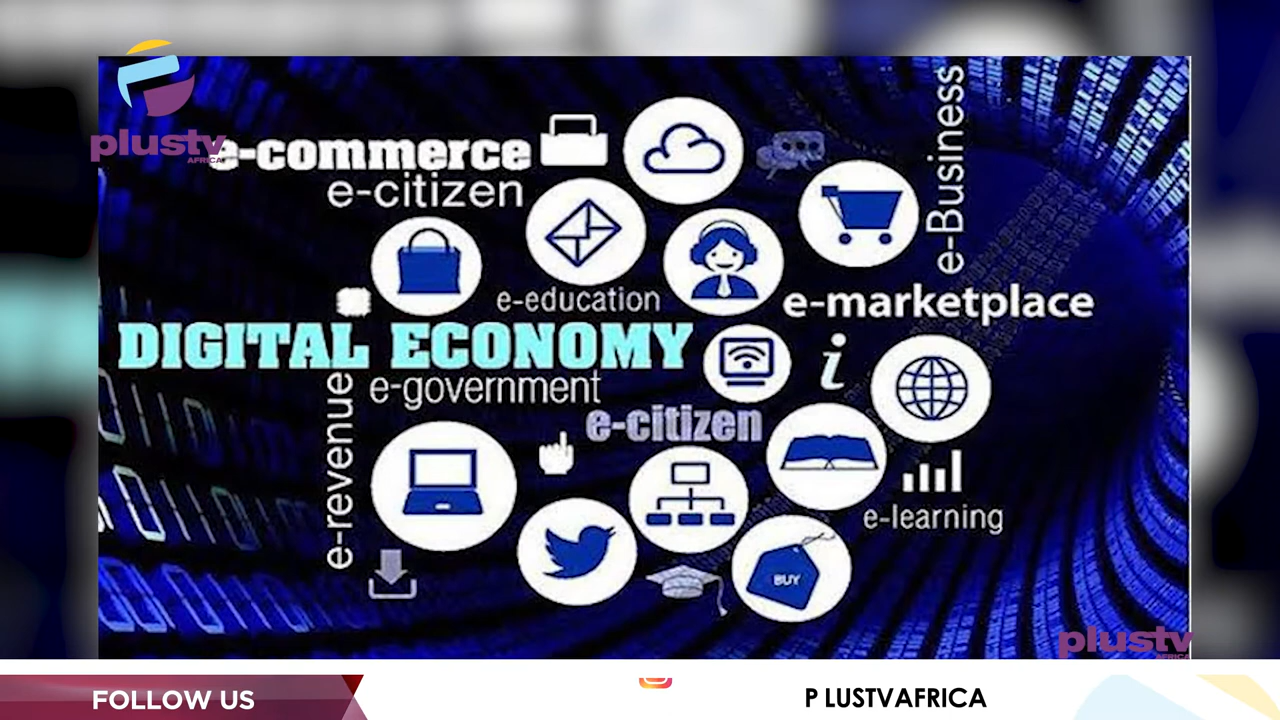 plustv
AFRICA
e-commerce
e-citizen
e-Business
e-education
e-marketplace
DIGITAL ECONOMY
i
e-government
e-citizen
e-revenue
e-learning
BUY
plustv
AFRICA
FOLLOW US
P LUSTVAFRICA